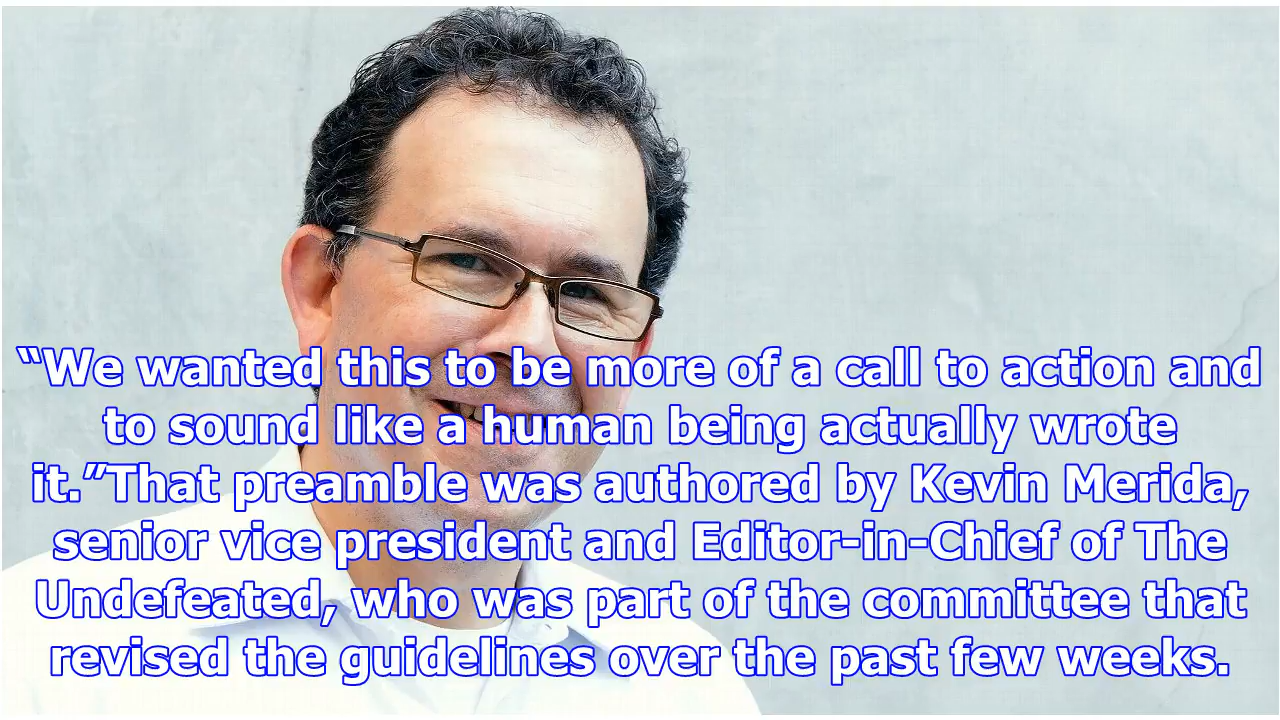 “We wanted this to be more of a call to action and
to sound like a human being actually wrote
it.”That preamble was authored by Kevin Merida,
senior vice president and Editor-in-Chief of The
Undefeated, who was part of the committee that
revised the guidelines over the past few weeks.